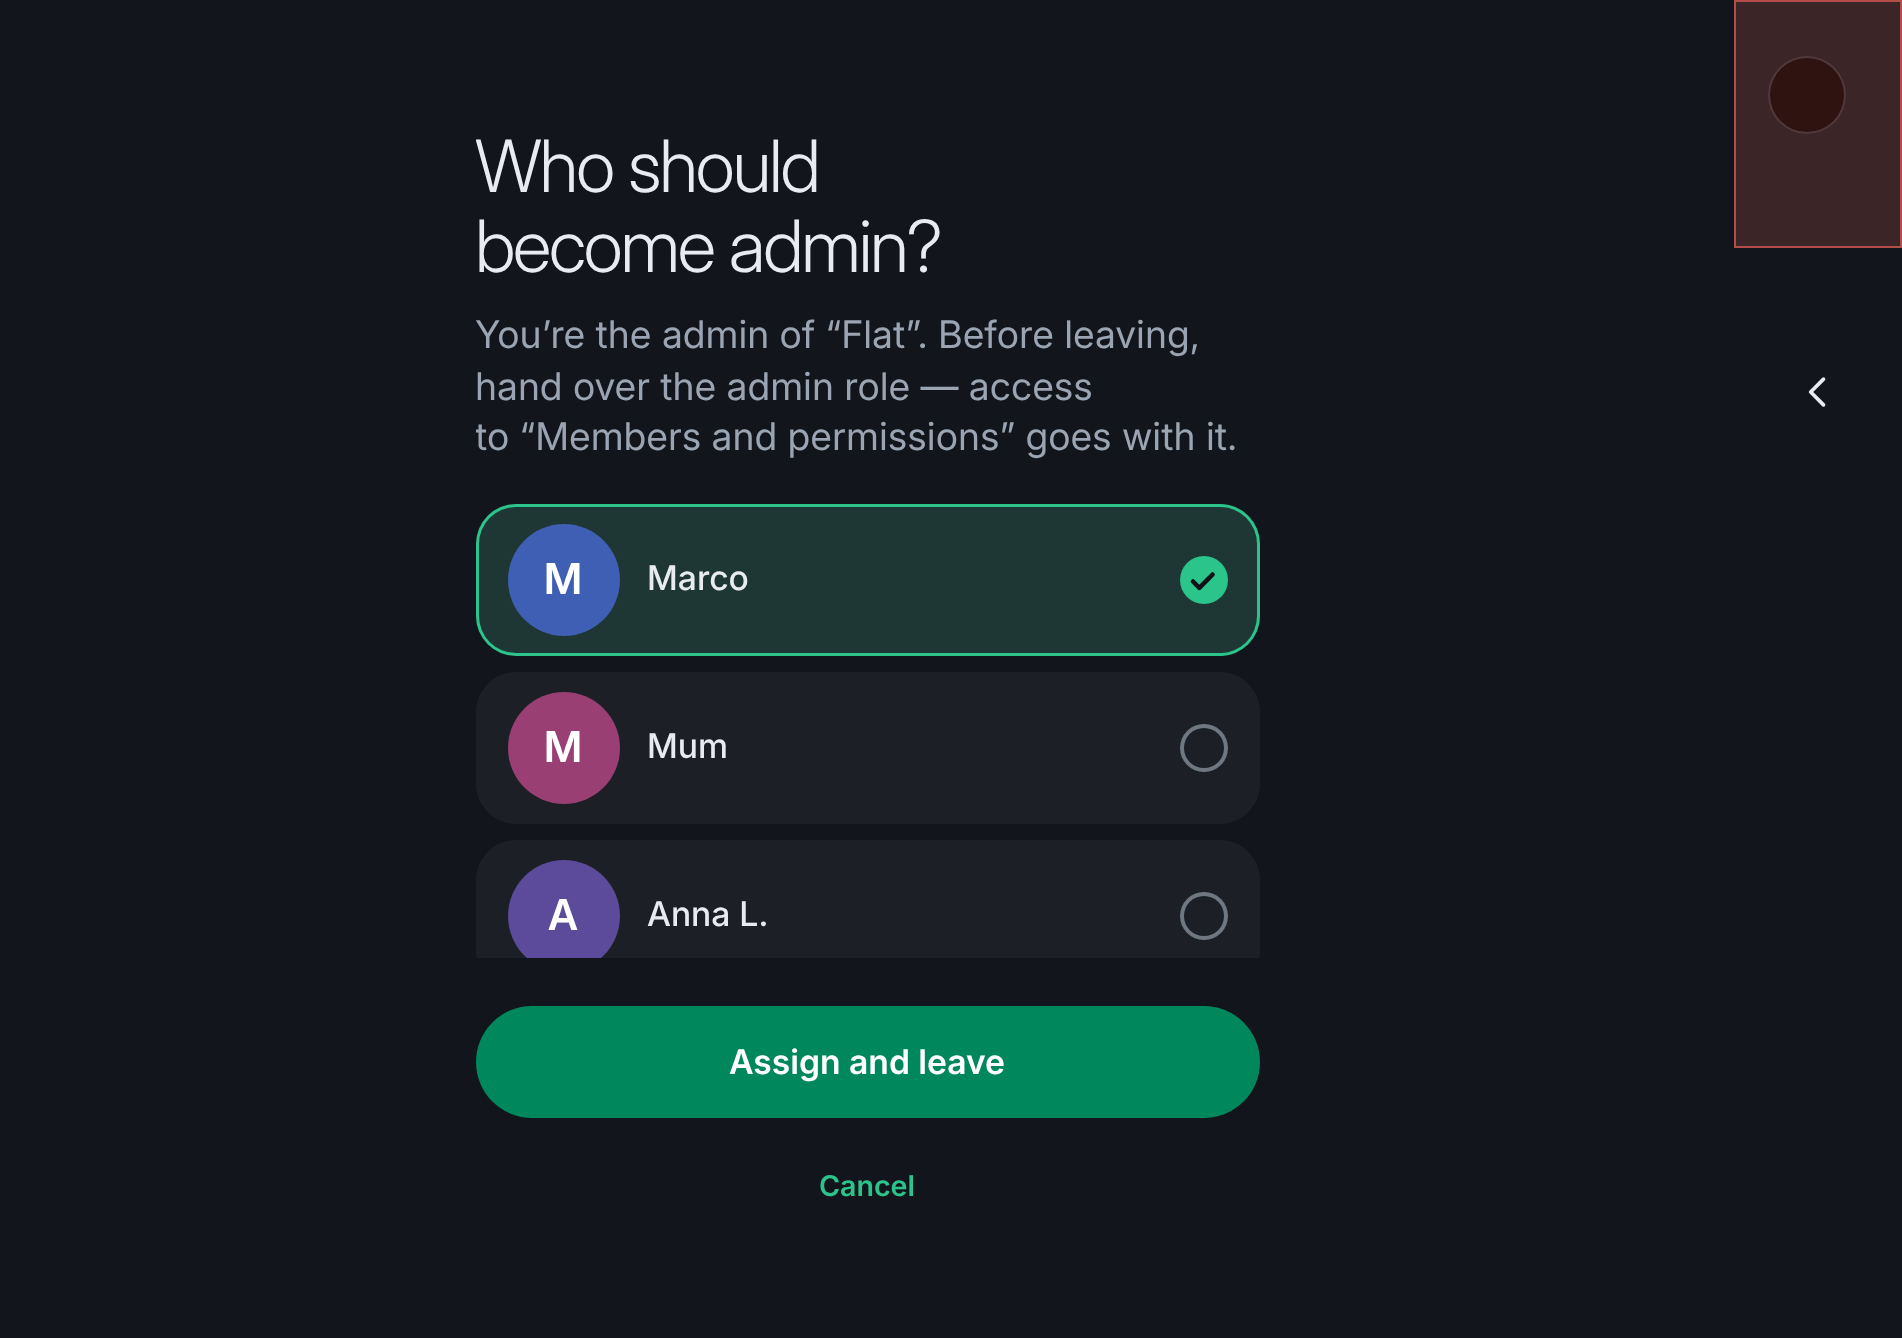 Who should
become admin?
You’re the admin of “Flat”. Before leaving,
hand over the admin role — access
to “Members and permissions” goes with it.
M Marco
M Mum
A Anna L.
Assign and leave
Cancel